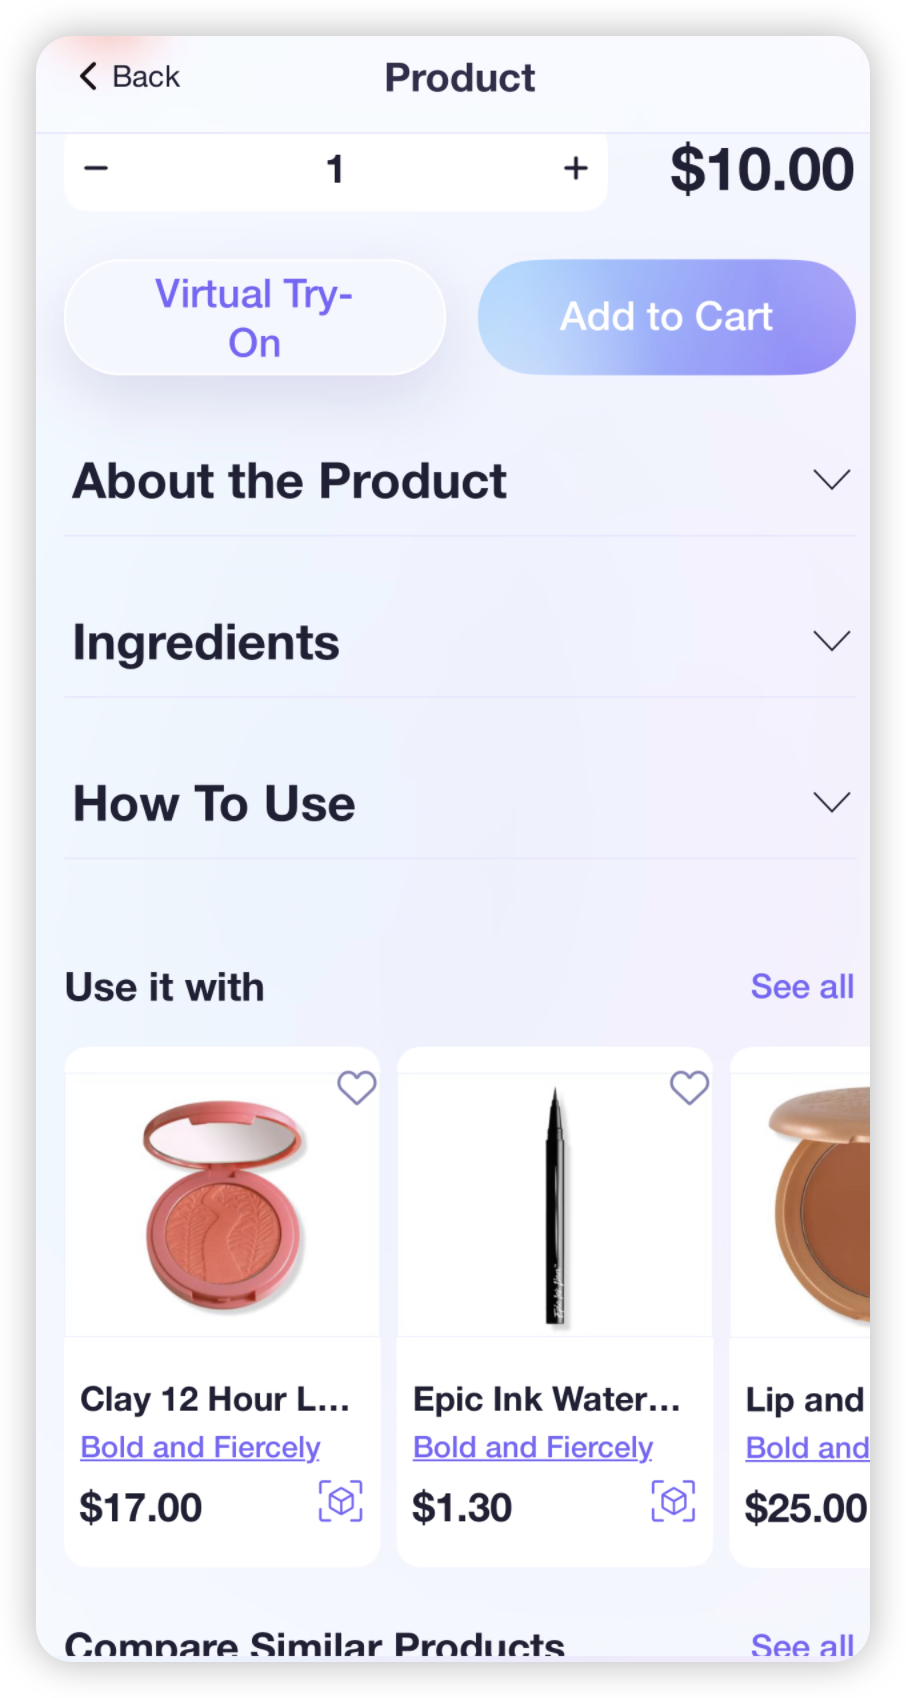 Back
Product
− 1 +
$10.00
Virtual Try-
On
Add to Cart
About the Product
Ingredients
How To Use
Use it with
See all
Clay 12 Hour L...
Bold and Fiercely
$17.00
Epic Ink Water...
Bold and Fiercely
$1.30
Lip and
Bold and
$25.00
Compare Similar Products
See all